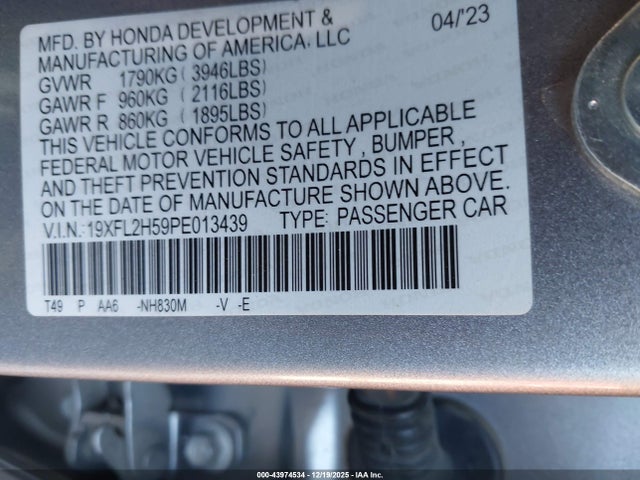 MFD. BY HONDA DEVELOPMENT & 04/'23
MANUFACTURING OF AMERICA, LLC
GVWR 1790KG (3946LBS)
GAWR F 960KG (2116LBS)
GAWR R 860KG (1895LBS)
THIS VEHICLE CONFORMS TO ALL APPLICABLE
FEDERAL MOTOR VEHICLE SAFETY, BUMPER,
AND THEFT PREVENTION STANDARDS IN EFFECT
ON THE DATE OF MANUFACTURE SHOWN ABOVE.
V.I.N.:19XFL2H59PE013439 TYPE: PASSENGER CAR
T49 P AA6 -NH830M -V -E
000-43974534 | 12/19/2025 | IAA Inc.